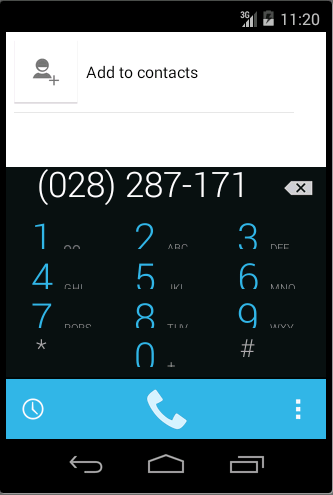 3G 11:20
Add to contacts
(028) 287-171
1 2 ABC 3 DEF
4 GHI 5 JKL 6 MNO
7 PQRS 8 TUV 9 WXY
* 0 + #